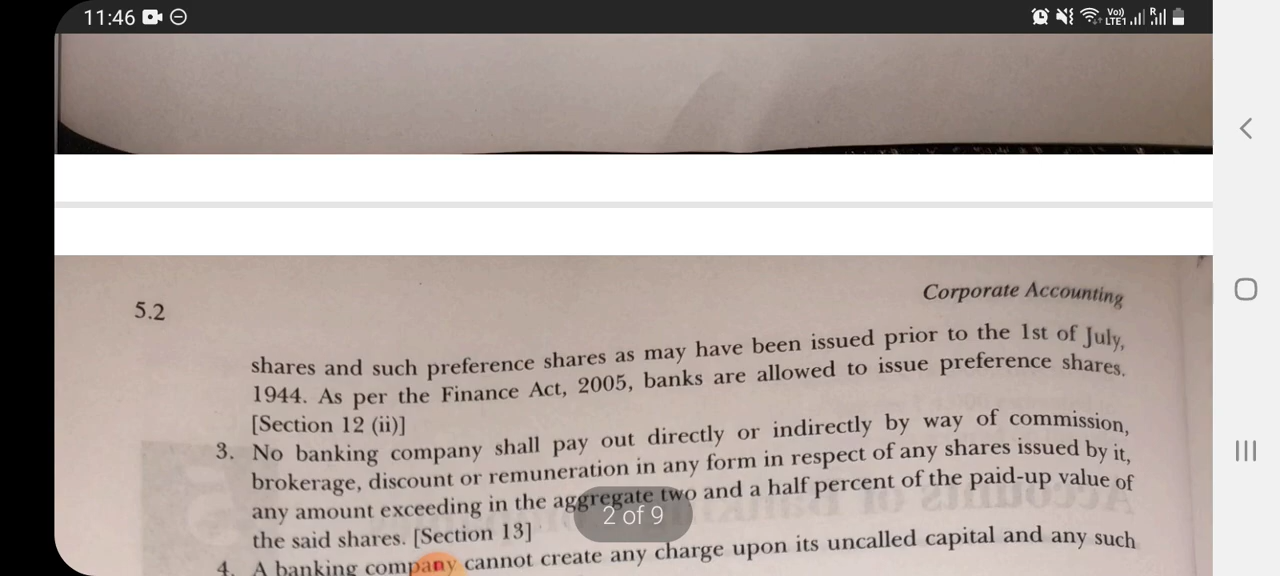 11:46
Vo)) R
LTE1
Corporate Accounting
5.2
shares and such preference shares as may have been issued prior to the 1st of July,
1944. As per the Finance Act, 2005, banks are allowed to issue preference shares.
[Section 12 (ii)]
3. No banking company shall pay out directly or indirectly by way of commission,
brokerage, discount or remuneration in any form in respect of any shares issued by it,
any amount exceeding in the aggregate two and a half percent of the paid-up value of
2 of 9
the said shares. [Section 13]
4. A banking company cannot create any charge upon its uncalled capital and any such